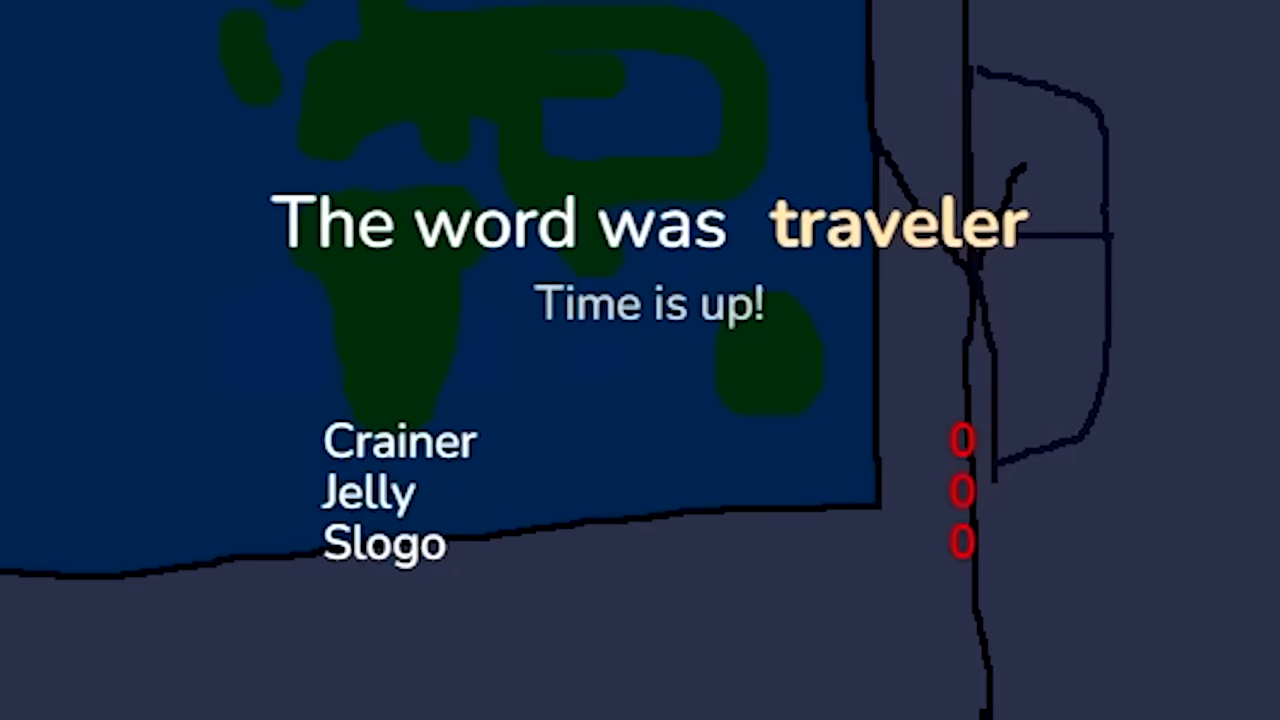 The word was traveler
Time is up!
Crainer 0
Jelly 0
Slogo 0